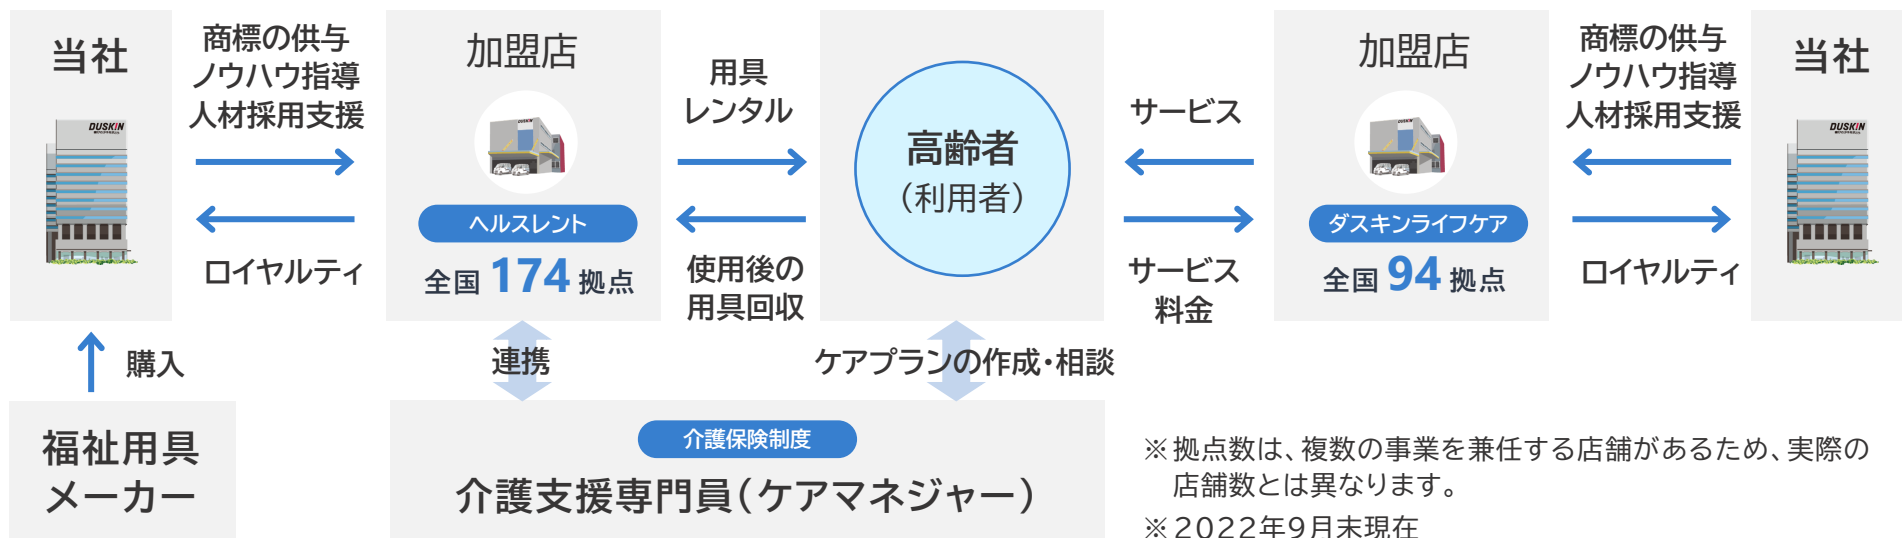 当社
DUSKIN
商標の供与
ノウハウ指導
人材採用支援
ロイヤルティ
加盟店
ヘルスレント
全国 174 拠点
用具
レンタル
使用後の
用具回収
高齢者
（利用者）
サービス
サービス
料金
加盟店
ダスキンライフケア
全国 94 拠点
商標の供与
ノウハウ指導
人材採用支援
ロイヤルティ
当社
DUSKIN
購入
連携
ケアプランの作成・相談
福祉用具
メーカー
介護保険制度
介護支援専門員（ケアマネジャー）
※拠点数は、複数の事業を兼任する店舗があるため、実際の
店舗数とは異なります。
※2022年9月末現在